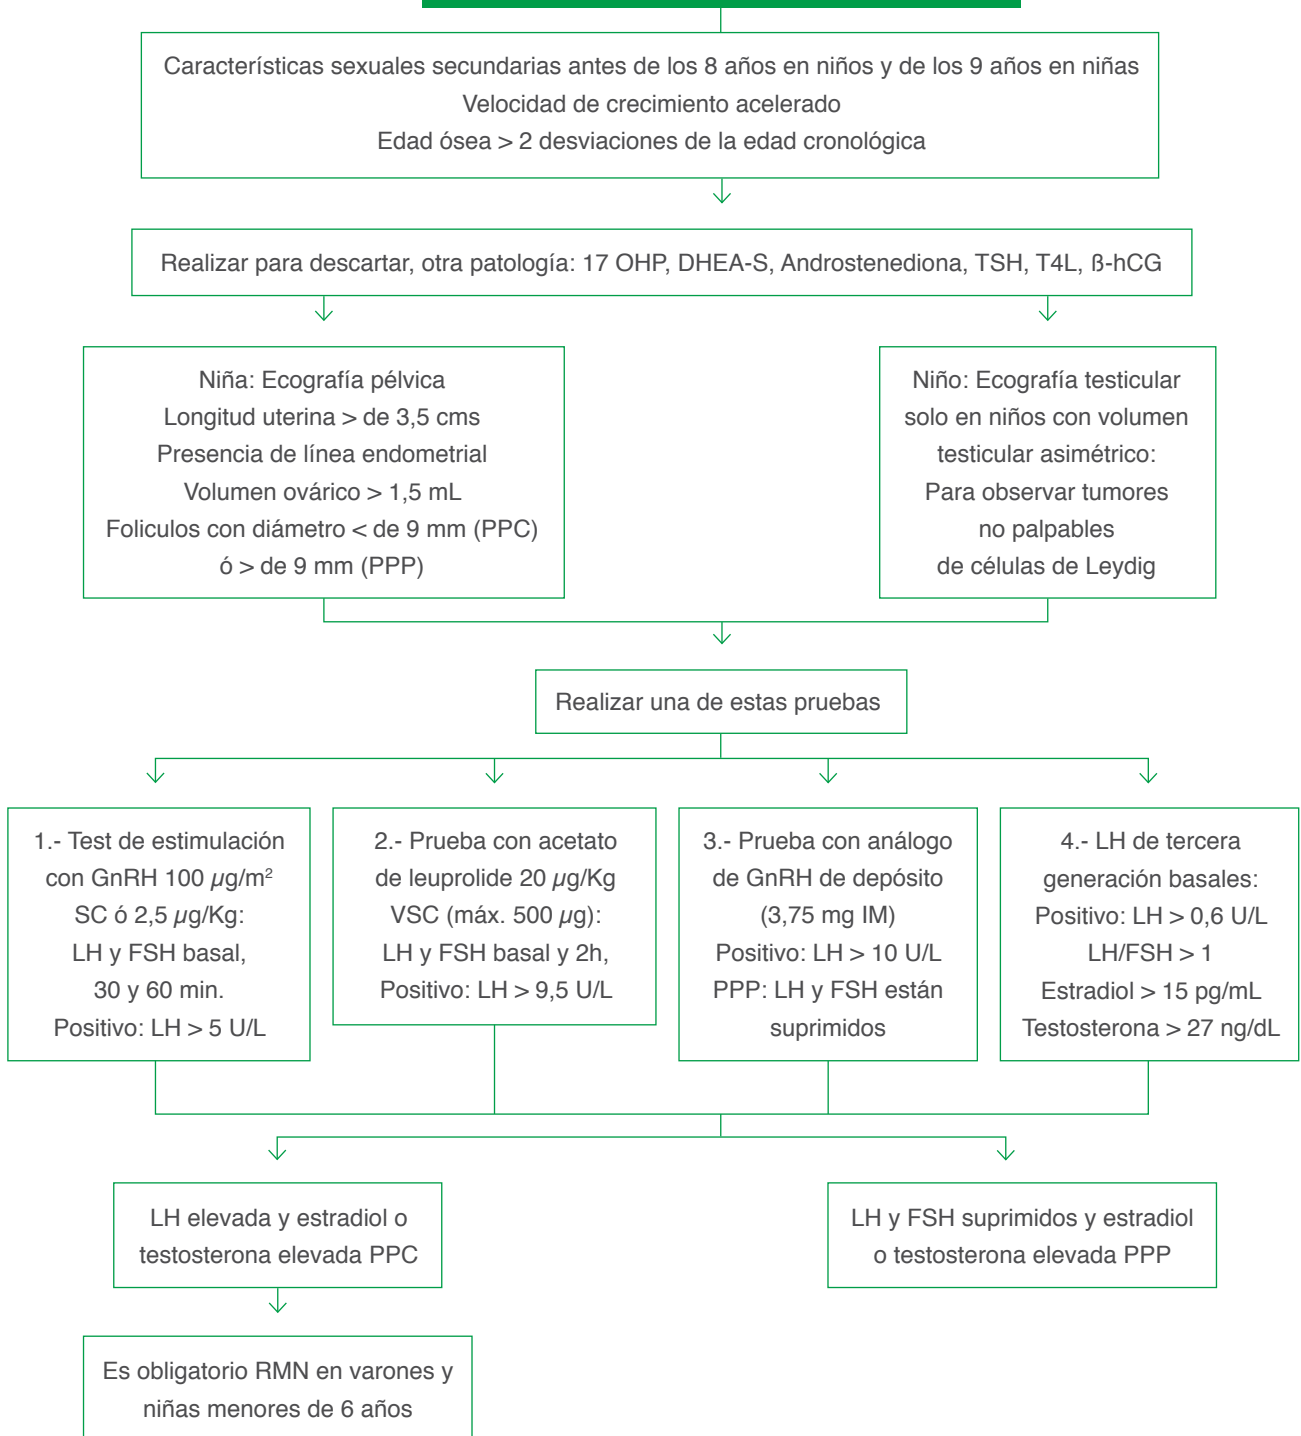 Características sexuales secundarias antes de los 8 años en niños y de los 9 años en niñas
Velocidad de crecimiento acelerado
Edad ósea > 2 desviaciones de la edad cronológica
Realizar para descartar, otra patología: 17 OHP, DHEA-S, Androstenediona, TSH, T4L, ß-hCG
Niña: Ecografía pélvica
Longitud uterina > de 3,5 cms
Presencia de línea endometrial
Volumen ovárico > 1,5 mL
Foliculos con diámetro < de 9 mm (PPC)
ó > de 9 mm (PPP)
Niño: Ecografía testicular
solo en niños con volumen
testicular asimétrico:
Para observar tumores
no palpables
de células de Leydig
Realizar una de estas pruebas
1.- Test de estimulación
con GnRH 100 µg/m²
SC ó 2,5 µg/Kg:
LH y FSH basal,
30 y 60 min.
Positivo: LH > 5 U/L
2.- Prueba con acetato
de leuprolide 20 µg/Kg
VSC (máx. 500 µg):
LH y FSH basal y 2h,
Positivo: LH > 9,5 U/L
3.- Prueba con análogo
de GnRH de depósito
(3,75 mg IM)
Positivo: LH > 10 U/L
PPP: LH y FSH están
suprimidos
4.- LH de tercera
generación basales:
Positivo: LH > 0,6 U/L
LH/FSH > 1
Estradiol > 15 pg/mL
Testosterona > 27 ng/dL
LH elevada y estradiol o
testosterona elevada PPC
LH y FSH suprimidos y estradiol
o testosterona elevada PPP
Es obligatorio RMN en varones y
niñas menores de 6 años